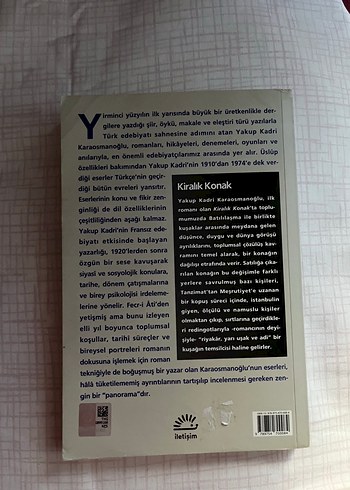 Yirminci yüzyılın ilk yarısında büyük bir üretkenlikle der-
gilere yazdığı şiir, öykü, makale ve eleştiri türü yazılarla
Türk edebiyatı sahnesine adımını atan Yakup Kadri
Karaosmanoğlu, romanları, hikâyeleri, denemeleri, oyunları ve
anılarıyla, en önemli edebiyatçılarımız arasında yer alır. Üslûp
özellikleri bakımından Yakup Kadri'nin 1910'dan 1974'e dek ver-
diği eserler Türkçe'nin geçir-
diği bütün evreleri yansıtır.
Eserlerinin konu ve fikir zen-
ginliği de dil özelliklerinin
çeşitliliğinden aşağı kalmaz.
Yakup Kadri'nin Fransız ede-
biyatı etkisinde başlayan
yazarlığı, 1920'lerden sonra
özgün bir sese kavuşarak
siyasi ve sosyolojik konulara,
tarihe, dönem çatışmalarına
ve birey psikolojisi irdeleme-
lerine yönelir. Fecr-i Âti'den
yetişmiş ama bunu izleyen
elli yıl boyunca toplumsal
koşullar, tarihi süreçler ve
bireysel portreleri romanın
dokusuna işlemek için roman
tekniğiyle de boğuşmuş bir yazar olan Karaosmanoğlu'nun eserleri,
hâlâ tüketilememiş ayrıntılarının tartışılıp incelenmesi gereken zen-
gin bir "panorama"dır.
Kiralık Konak
Yakup Kadri Karaosmanoğlu, ilk
romanı olan Kiralık Konak'ta toplu-
mumuzda Batılılaşma ile birlikte
kuşaklar arasında meydana gelen
düşünce, duygu ve dünya görüşü
ayrılıklarını, toplumsal çözülüş kav-
ramını temel alarak, bir konağın
dağılışı etrafında verir. Satılığa çıka-
rılan konağın bu değişimle farklı
yerlere savrulmuş bazı kişileri,
Tanzimat'tan Meşrutiyet'e uzanan
bir kopuş süreci içinde, istanbulin
giyen, ölçülü ve namuslu kişiler
olmaktan çıkıp, sırtlarına geçirdikle-
ri redingotlarıyla -romancının deyi-
şiyle- "riyakâr, yarı uşak ve adi" bir
kuşağın temsilcisi haline gelirler.
iletişim